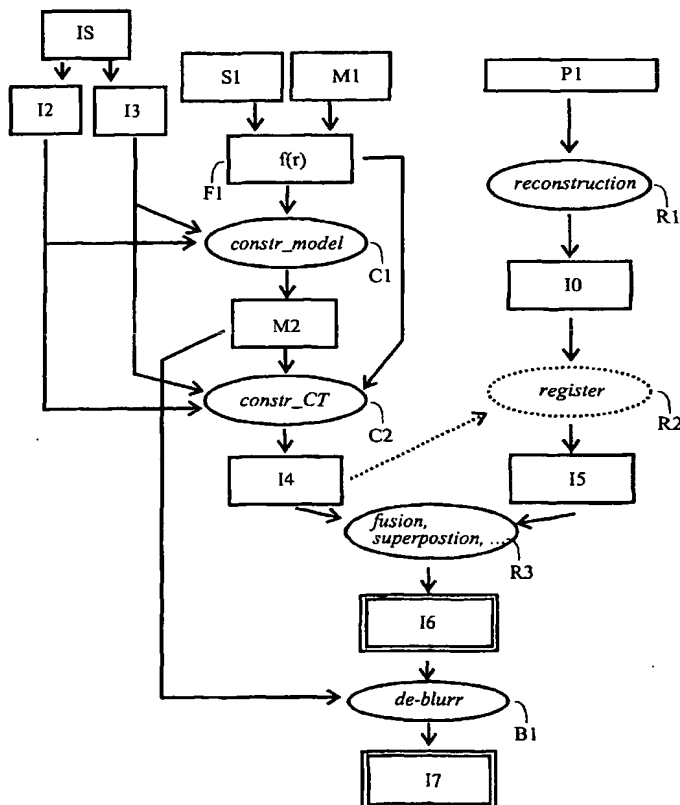 IS
S1
M1
P1
I2
I3
f(r)
F1
reconstruction
R1
constr_model
C1
I0
M2
constr_CT
C2
register
R2
I4
I5
fusion,
superpostion, ...
R3
I6
de-blurr
B1
I7